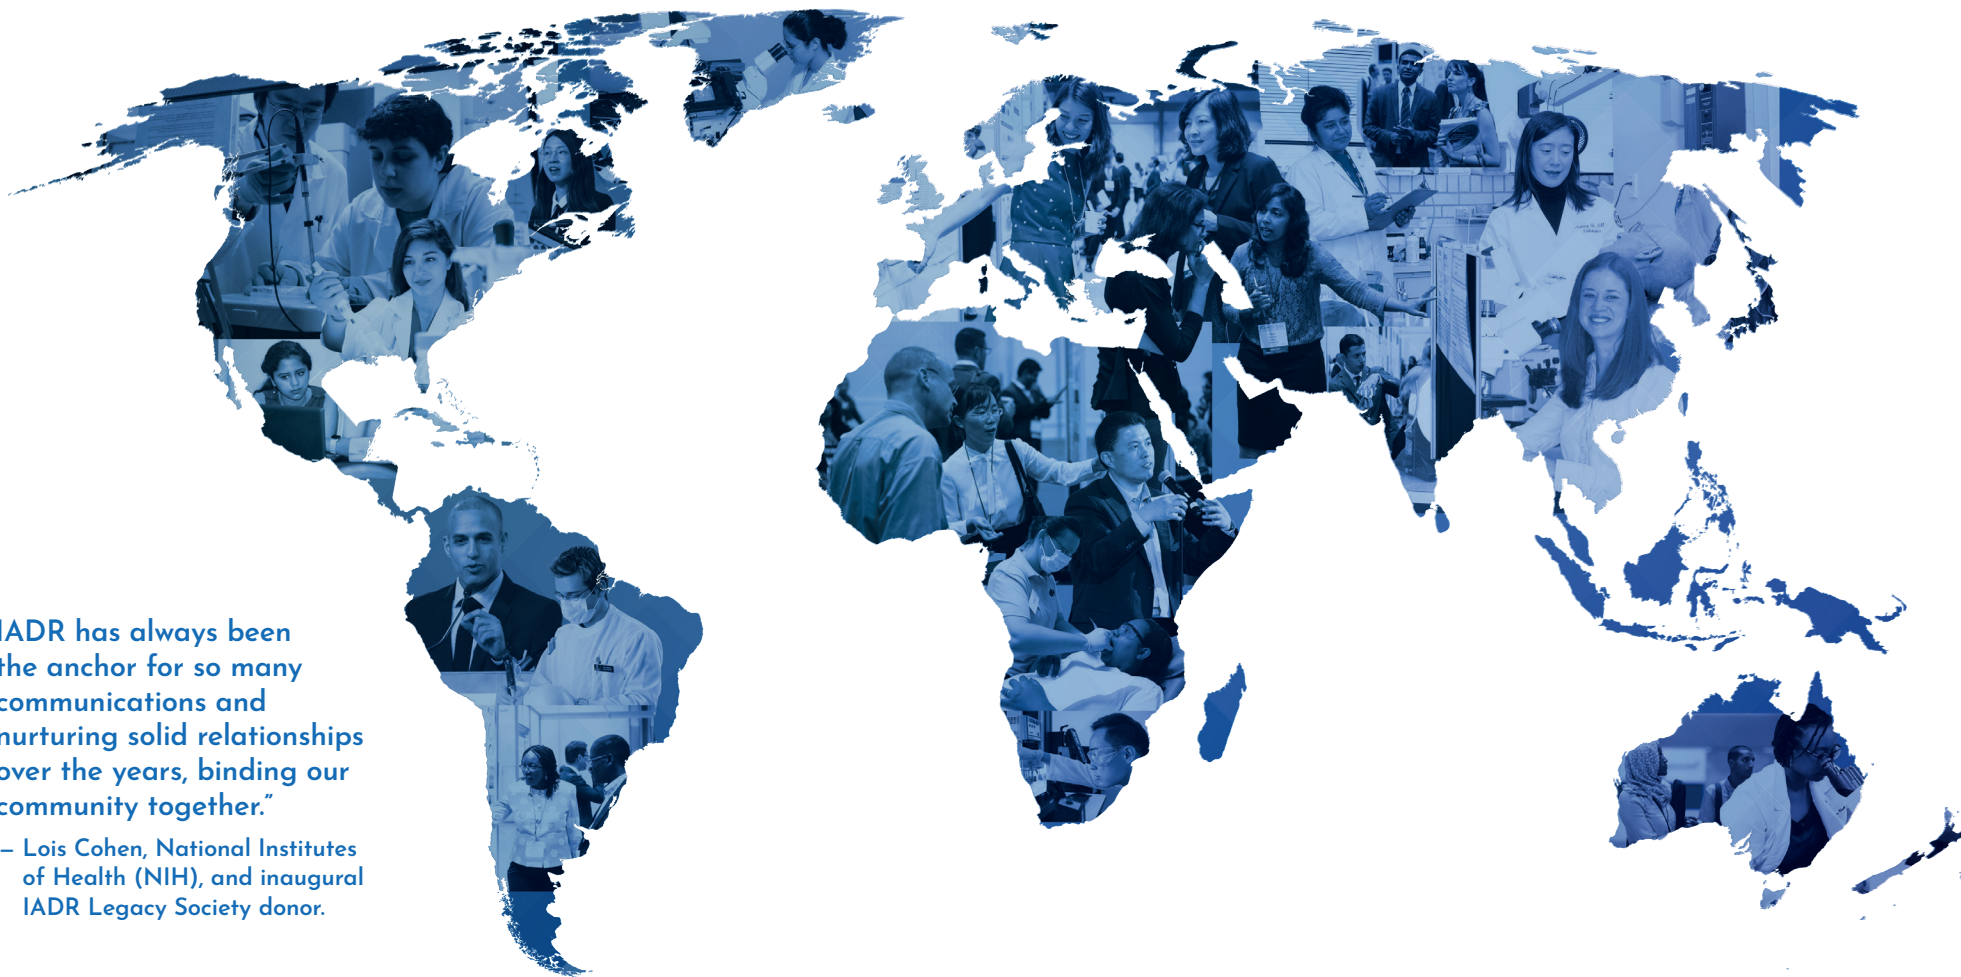 IADR has always been
the anchor for so many
communications and
nurturing solid relationships
over the years, binding our
community together.”
– Lois Cohen, National Institutes
of Health (NIH), and inaugural
IADR Legacy Society donor.